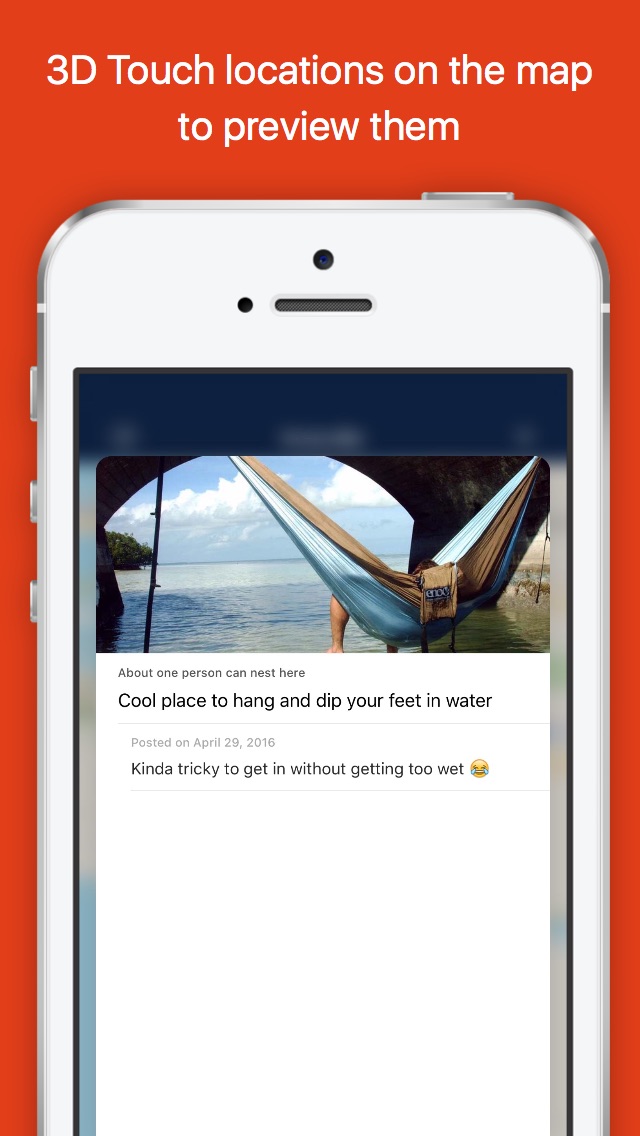 3D Touch locations on the map
to preview them
eno
About one person can nest here
Cool place to hang and dip your feet in water
Posted on April 29, 2016
Kinda tricky to get in without getting too wet 😂